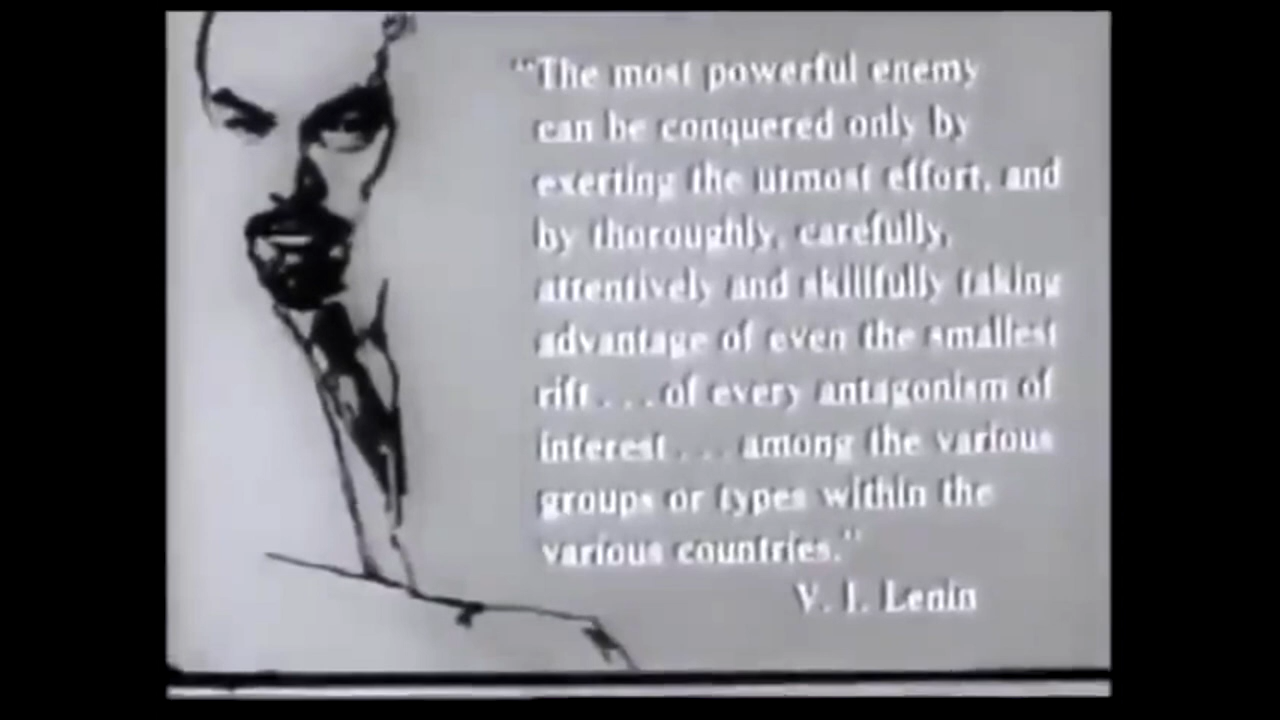 “The most powerful enemy
can be conquered only by
exerting the utmost effort, and
by thoroughly, carefully,
attentively and skillfully taking
advantage of even the smallest
rift . . . of every antagonism of
interest . . . among the various
groups or types within the
various countries.”
V. I. Lenin